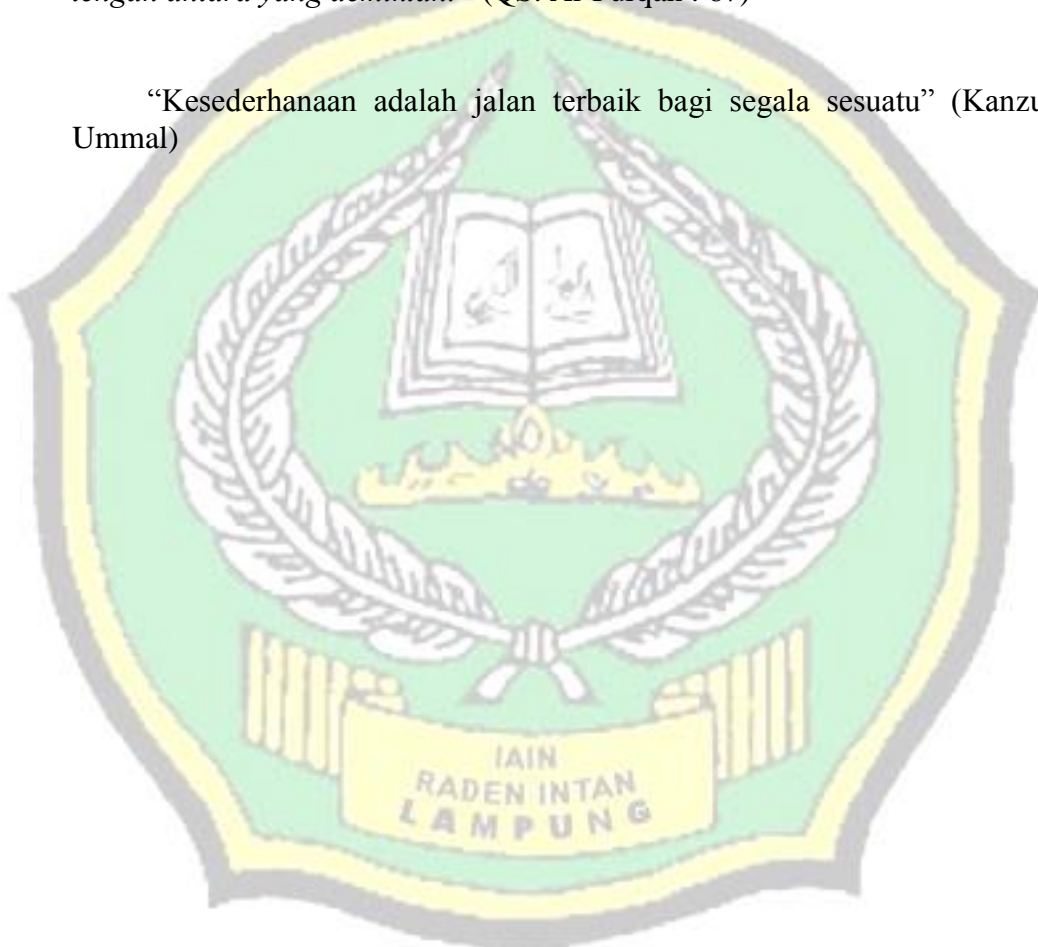 “Kesederhanaan adalah jalan terbaik bagi segala sesuatu” (Kanzu
Ummal)
IAIN
RADEN INTAN
LAMPUNG